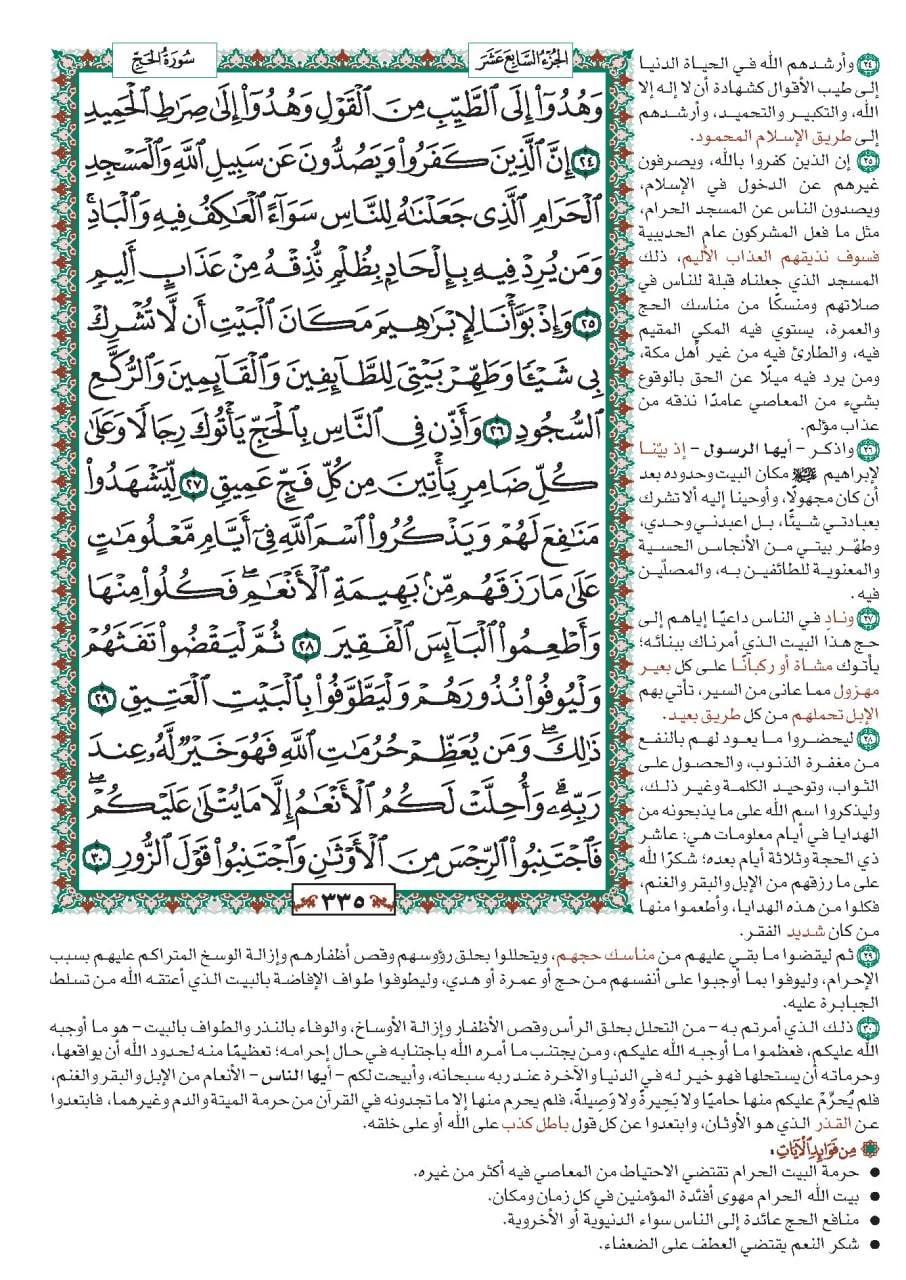 الجزء السابع عشر
سورة الحج
وَهُدُوٓا۟ إِلَى ٱلطَّيِّبِ مِنَ ٱلْقَوْلِ وَهُدُوٓا۟ إِلَىٰ صِرَٰطِ ٱلْحَمِيدِ
٢٤ إِنَّ ٱلَّذِينَ كَفَرُوا۟ وَيَصُدُّونَ عَن سَبِيلِ ٱللَّهِ وَٱلْمَسْجِدِ
ٱلْحَرَامِ ٱلَّذِى جَعَلْنَٰهُ لِلنَّاسِ سَوَآءً ٱلْعَٰكِفُ فِيهِ وَٱلْبَادِ ۚ
وَمَن يُرِدْ فِيهِ بِإِلْحَادٍۭ بِظُلْمٍ نُّذِقْهُ مِنْ عَذَابٍ أَلِيمٍ
٢٥ وَإِذْ بَوَّأْنَا لِإِبْرَٰهِيمَ مَكَانَ ٱلْبَيْتِ أَن لَّا تُشْرِكْ
بِى شَيْـًٔا وَطَهِّرْ بَيْتِىَ لِلطَّآئِفِينَ وَٱلْقَآئِمِينَ وَٱلرُّكَّعِ
ٱلسُّجُودِ ٢٦ وَأَذِّن فِى ٱلنَّاسِ بِٱلْحَجِّ يَأْتُوكَ رِجَالًا وَعَلَىٰ
كُلِّ ضَامِرٍ يَأْتِينَ مِن كُلِّ فَجٍّ عَمِيقٍ ٢٧ لِّيَشْهَدُوا۟
مَنَٰفِعَ لَهُمْ وَيَذْكُرُوا۟ ٱسْمَ ٱللَّهِ فِىٓ أَيَّامٍ مَّعْلُومَٰتٍ
عَلَىٰ مَا رَزَقَهُم مِّنۢ بَهِيمَةِ ٱلْأَنْعَٰمِ ۖ فَكُلُوا۟ مِنْهَا
وَأَطْعِمُوا۟ ٱلْبَآئِسَ ٱلْفَقِيرَ ٢٨ ثُمَّ لْيَقْضُوا۟ تَفَثَهُمْ
وَلْيُوفُوا۟ نُذُورَهُمْ وَلْيَطَّوَّفُوا۟ بِٱلْبَيْتِ ٱلْعَتِيقِ ٢٩
ذَٰلِكَ ۖ وَمَن يُعَظِّمْ حُرُمَٰتِ ٱللَّهِ فَهُوَ خَيْرٌ لَّهُۥ عِندَ
رَبِّهِۦ ۗ وَأُحِلَّتْ لَكُمُ ٱلْأَنْعَٰمُ إِلَّا مَا يُتْلَىٰ عَلَيْكُمْ ۖ
فَٱجْتَنِبُوا۟ ٱلرِّجْسَ مِنَ ٱلْأَوْثَٰنِ وَٱجْتَنِبُوا۟ قَوْلَ ٱلزُّورِ ٣٠
٣٣٥
٢٤ وأرشدهم الله في الحياة الدنيا
إلى طيب الأقوال كشهادة أن لا إله إلا
الله، والتكبير والتحميد، وأرشدهم
إلى طريق الإسلام المحمود.
٢٥ إن الذين كفروا بالله، ويصرفون
غيرهم عن الدخول في الإسلام،
ويصدون الناس عن المسجد الحرام،
مثل ما فعل المشركون عام الحديبية
فسوف نذيقهم العذاب الأليم، ذلك
المسجد الذي جعلناه قبلة للناس في
صلاتهم ومنسكًا من مناسك الحج
والعمرة، يستوي فيه المكي المقيم
فيه، والطارئ فيه من غير أهل مكة،
ومن يرد فيه ميلًا عن الحق بالوقوع
بشيء من المعاصي عامدًا نذقه من
عذاب مؤلم.
٢٦ واذكر – أيها الرسول – إذ بيّنا
لإبراهيم ﷺ مكان البيت وحدوده بعد
أن كان مجهولًا، وأوحينا إليه ألا تشرك
بعبادتي شيئًا، بل اعبدني وحدي،
وطهّر بيتي من الأنجاس الحسية
والمعنوية للطائفين به، والمصلّين
فيه.
٢٧ وناد في الناس داعيًا إياهم إلى
حج هذا البيت الذي أمرناك ببنائه؛
يأتوك مشاة أو ركبانًا على كل بعير
مهزول مما عانى من السير، تأتي بهم
الإبل تحملهم من كل طريق بعيد.
٢٨ ليحضروا ما يعود لهم بالنفع
من مغفرة الذنوب، والحصول على
الثواب، وتوحيد الكلمة وغير ذلك،
وليذكروا اسم الله على ما يذبحونه من
الهدايا في أيام معلومات هي: عاشر
ذي الحجة وثلاثة أيام بعده؛ شكرًا لله
على ما رزقهم من الإبل والبقر والغنم،
فكلوا من هذه الهدايا، وأطعموا منها
من كان شديد الفقر.
٢٩ ثم ليقضوا ما بقي عليهم من مناسك حجهم، ويتحللوا بحلق رؤوسهم وقص أظفارهم وإزالة الوسخ المتراكم عليهم بسبب
الإحرام، وليوفوا بما أوجبوا على أنفسهم من حج أو عمرة أو هدي، وليطوفوا طواف الإفاضة بالبيت الذي أعتقه الله من تسلط
الجبابرة عليه.
٣٠ ذلك الذي أمرتم به – من التحلل بحلق الرأس وقص الأظفار وإزالة الأوساخ، والوفاء بالنذر والطواف بالبيت – هو ما أوجبه
الله عليكم، فعظموا ما أوجبه الله عليكم، ومن يجتنب ما أمره الله باجتنابه في حال إحرامه؛ تعظيمًا منه لحدود الله أن يواقعها،
وحرماته أن يستحلها فهو خير له في الدنيا والآخرة عند ربه سبحانه، وأبيحت لكم – أيها الناس – الأنعام من الإبل والبقر والغنم،
فلم يُحرِّمْ عليكم منها حاميًا ولا بَحِيرةً ولا وَصِيلةً، فلم يحرم منها إلا ما تجدونه في القرآن من حرمة الميتة والدم وغيرهما، فابتعدوا
عن القذر الذي هو الأوثان، وابتعدوا عن كل قول باطل كذب على الله أو على خلقه.
مِن فَوَائِدِ الآيَاتِ:
● حرمة البيت الحرام تقتضي الاحتياط من المعاصي فيه أكثر من غيره.
● بيت الله الحرام مهوى أفئدة المؤمنين في كل زمان ومكان.
● منافع الحج عائدة إلى الناس سواء الدنيوية أو الأخروية.
● شكر النعم يقتضي العطف على الضعفاء.